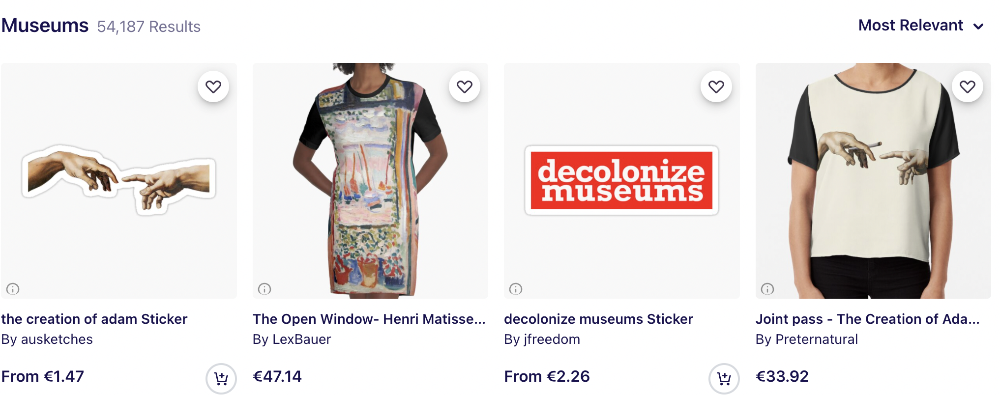 Museums 54,187 Results
Most Relevant
decolonize
museums
the creation of adam Sticker
By ausketches
From €1.47
The Open Window- Henri Matisse...
By LexBauer
€47.14
decolonize museums Sticker
By jfreedom
From €2.26
Joint pass - The Creation of Ada...
By Preternatural
€33.92